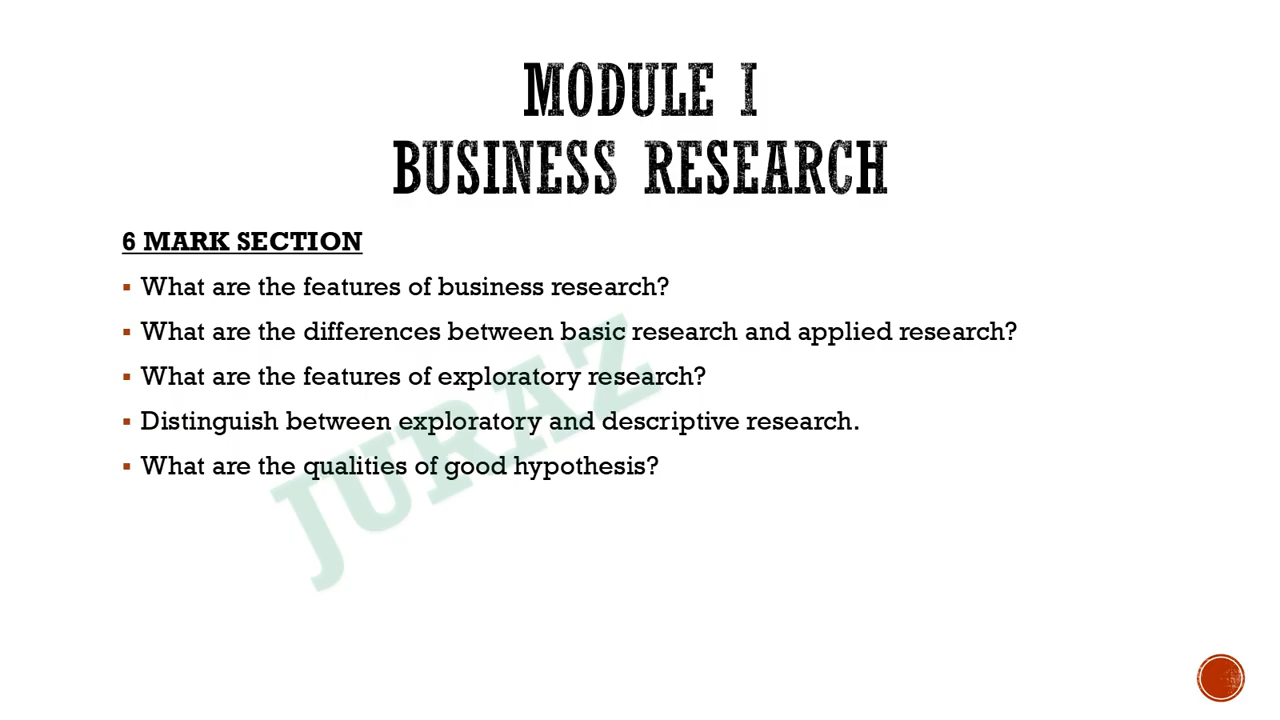 MODULE I
BUSINESS RESEARCH
6 MARK SECTION
▪ What are the features of business research?
▪ What are the differences between basic research and applied research?
▪ What are the features of exploratory research?
▪ Distinguish between exploratory and descriptive research.
▪ What are the qualities of good hypothesis?
JURAZ